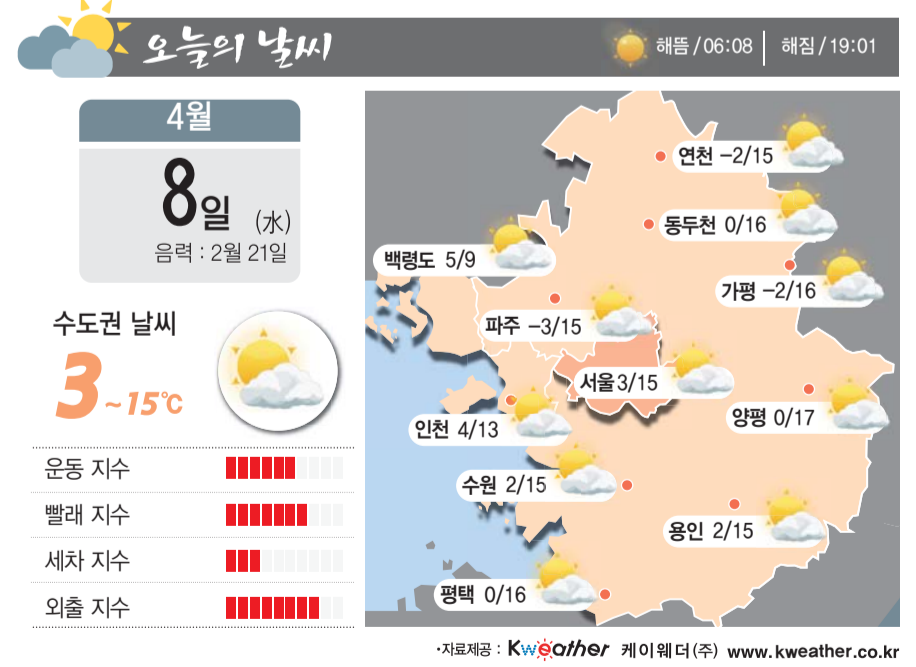 오늘의 날씨
해뜸/06:08 해짐/19:01
4월
8일 (水)
음력 : 2월 21일
수도권 날씨
3 ~15℃
운동 지수
빨래 지수
세차 지수
외출 지수
연천 -2/15
동두천 0/16
백령도 5/9
가평 -2/16
파주 -3/15
서울 3/15
양평 0/17
인천 4/13
수원 2/15
용인 2/15
평택 0/16
·자료제공 : Kweather 케이웨더(주) www.kweather.co.kr